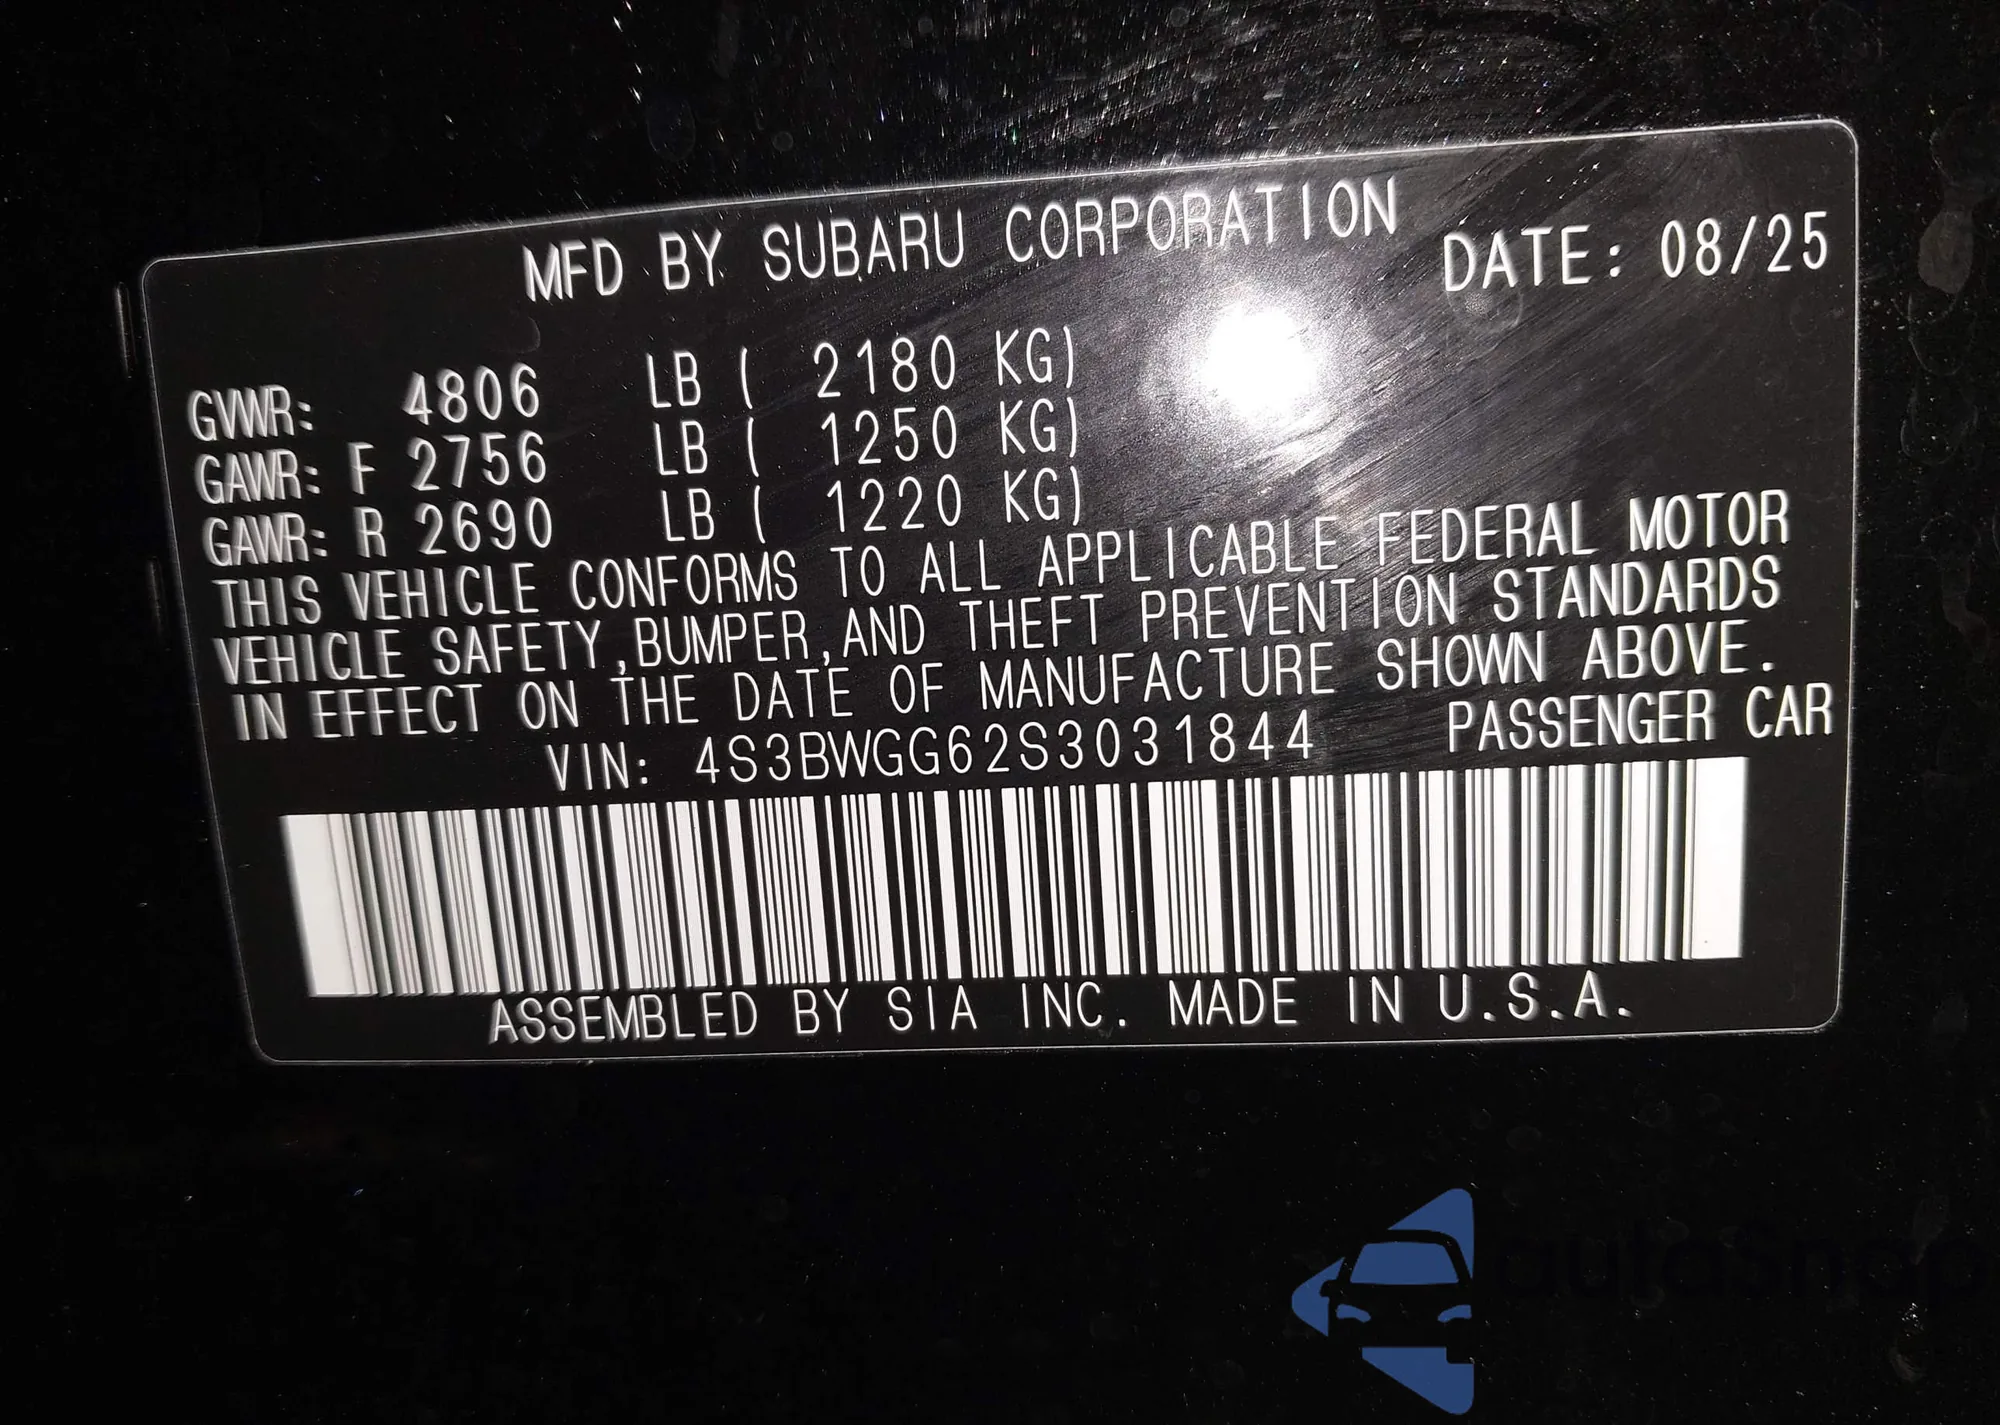 MFD BY SUBARU CORPORATION DATE: 08/25
GVWR: 4806 LB ( 2180 KG)
GAWR: F 2756 LB ( 1250 KG)
GAWR: R 2690 LB ( 1220 KG)
THIS VEHICLE CONFORMS TO ALL APPLICABLE FEDERAL MOTOR
VEHICLE SAFETY,BUMPER,AND THEFT PREVENTION STANDARDS
IN EFFECT ON THE DATE OF MANUFACTURE SHOWN ABOVE.
VIN: 4S3BWGG62S3031844 PASSENGER CAR
ASSEMBLED BY SIA INC. MADE IN U.S.A.